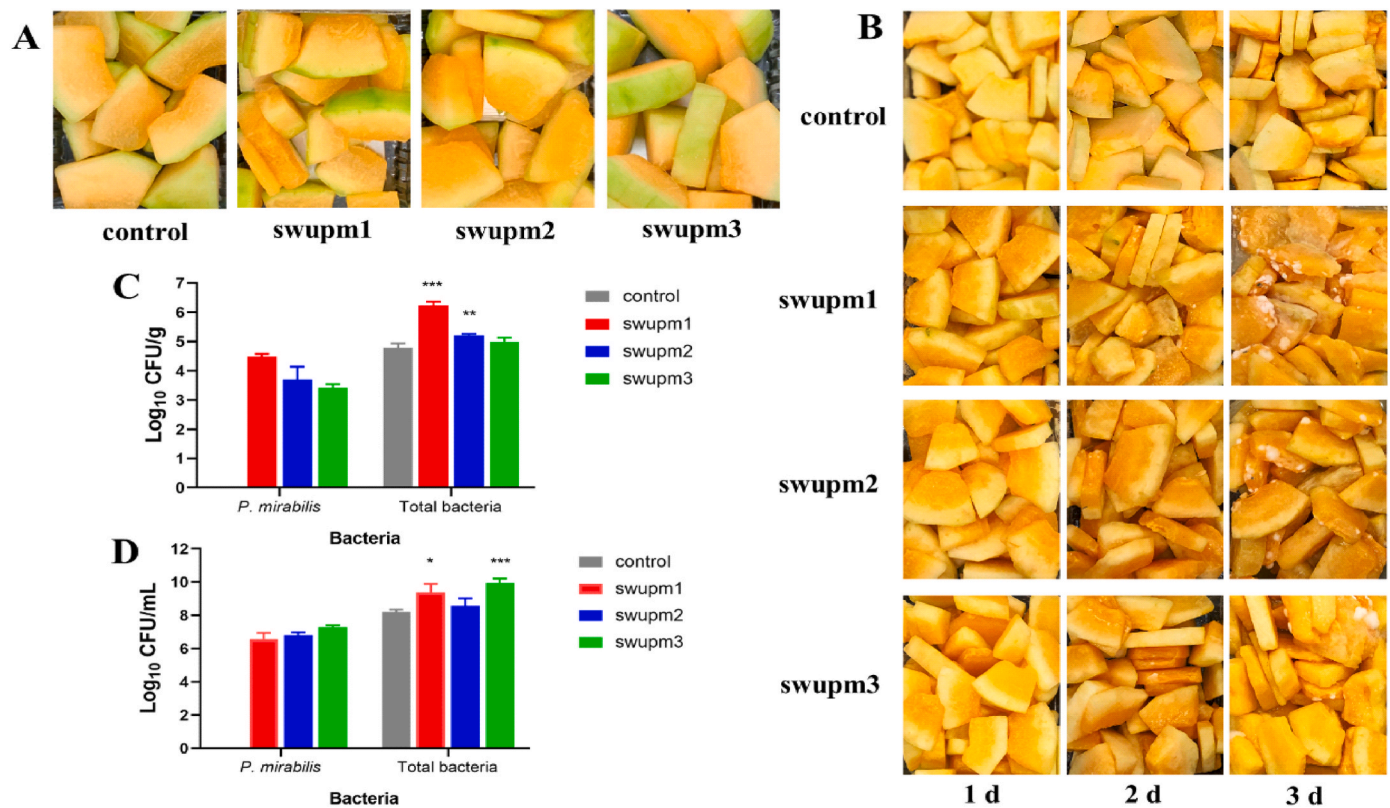 A
control swupm1 swupm2 swupm3
B
control
swupm1
swupm2
swupm3
1 d 2 d 3 d
C
Log10 CFU/g
7
6
5
4
3
2
1
0
***
**
P. mirabilis Total bacteria
Bacteria
control
swupm1
swupm2
swupm3
D
Log10 CFU/mL
12
10
8
6
4
2
0
*
***
P. mirabilis Total bacteria
Bacteria
control
swupm1
swupm2
swupm3